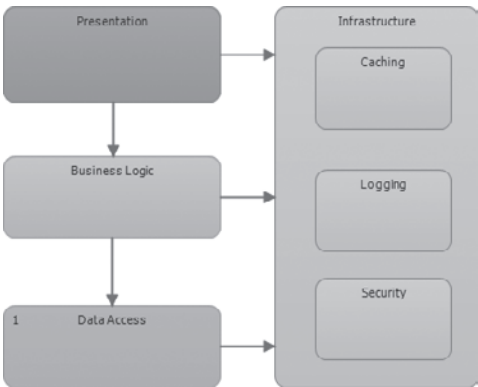 Presentation
Infrastructure
Caching
Business Logic
Logging
Security
1
Data Access